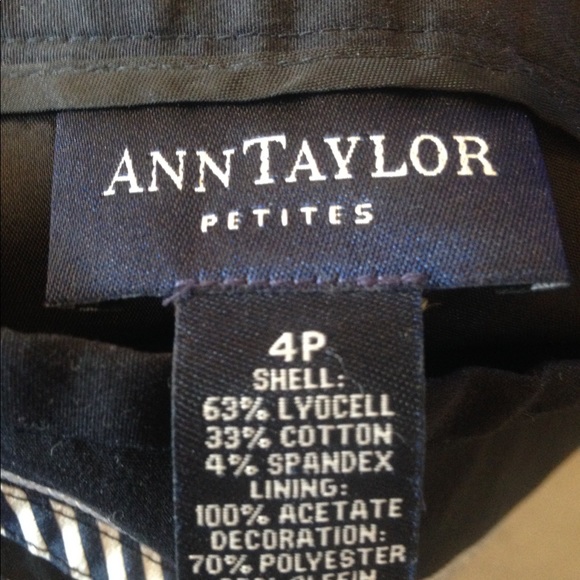 ANNTAYLOR
PETITES
4P
SHELL:
63% LYOCELL
33% COTTON
4% SPANDEX
LINING:
100% ACETATE
DECORATION:
70% POLYESTER